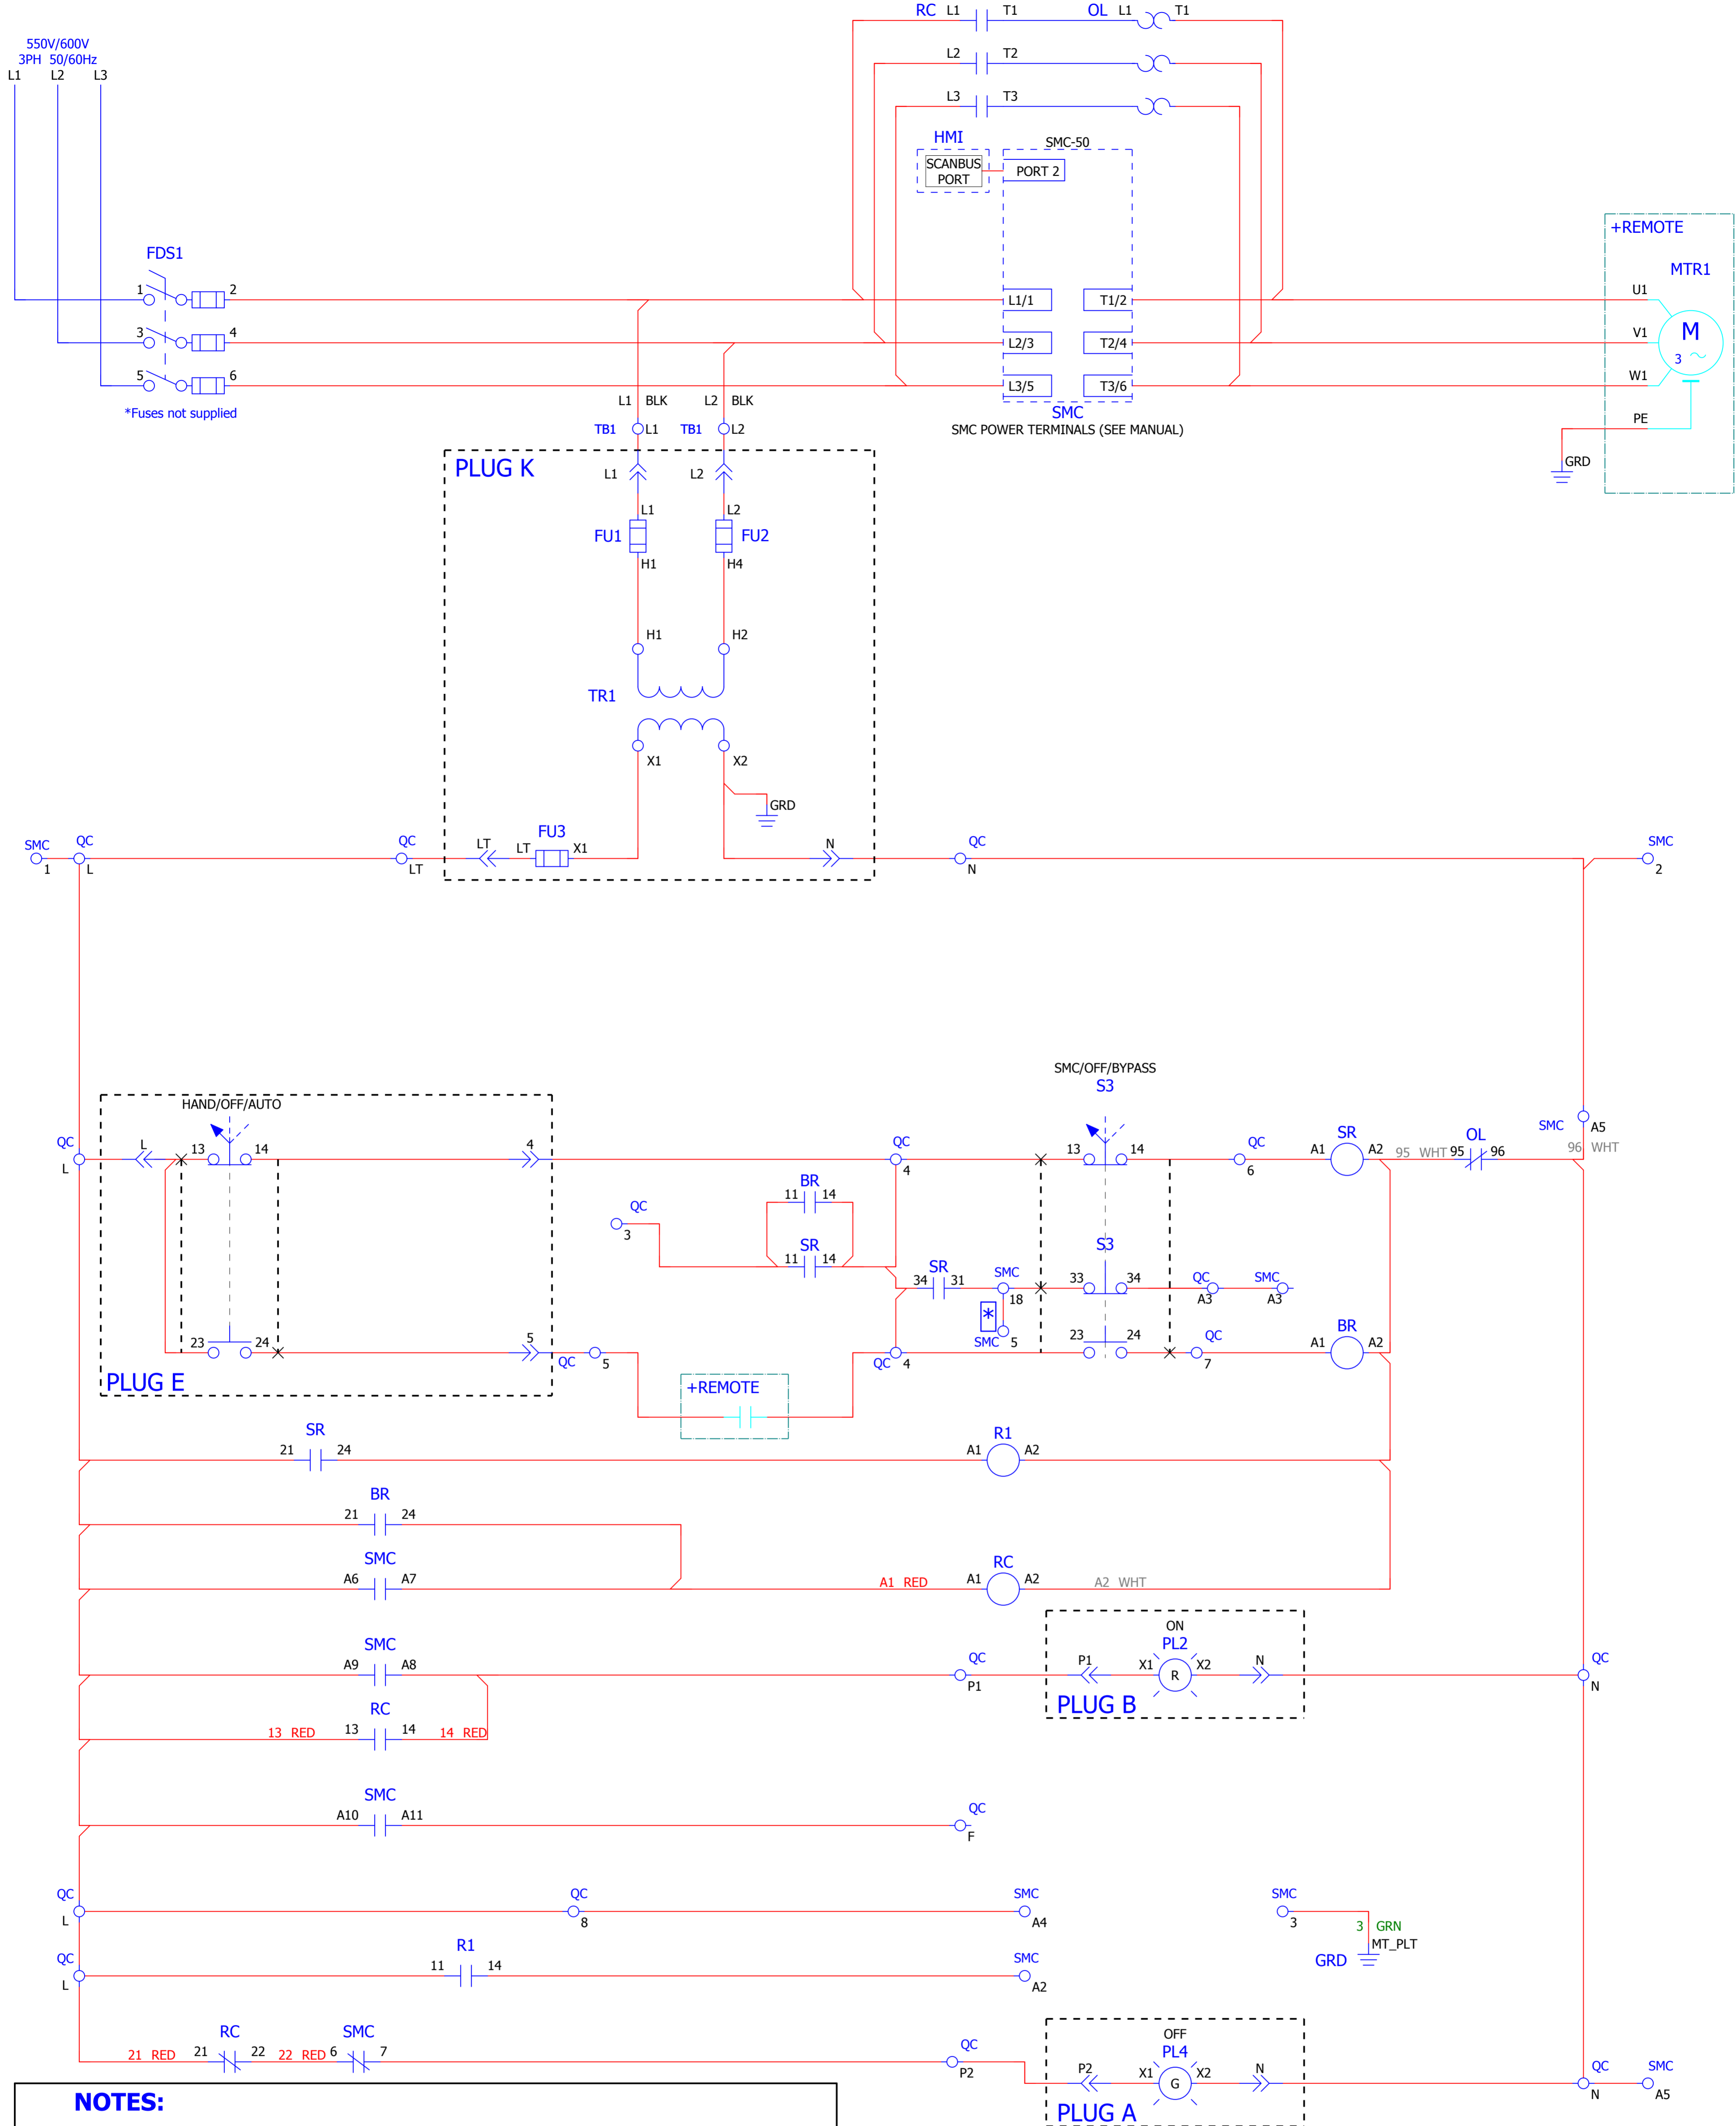 RC L1 T1 OL L1 T1
550V/600V
3PH 50/60Hz
L1 L2 L3
L2 T2
L3 T3
HMI
SMC-50
SCANBUS
PORT
PORT 2
+REMOTE
MTR1
FDS1
1 2
L1/1 T1/2
U1
3 4
L2/3 T2/4
V1
M
3
5 6
L3/5 T3/6
W1
*Fuses not supplied
L1 BLK L2 BLK
SMC
PE
TB1 L1 TB1 L2
SMC POWER TERMINALS (SEE MANUAL)
GRD
PLUG K
L1 L2
L1 L2
FU1 FU2
H1 H4
H1 H2
TR1
X1 X2
GRD
SMC QC QC LT LT FU3 X1 N QC SMC
1 L LT N 2
SMC/OFF/BYPASS
S3
HAND/OFF/AUTO
SMC A5
QC L 13 14 4 QC 13 14 QC SR OL
L 4 6 A1 A2 95 WHT 95 96 96 WHT
BR
11 14
QC
3
SR
11 14
S3
SR
34 31 SMC 33 34 QC SMC
18 A3 A3
*
SMC 5
23 24 5 23 24 QC BR
QC 5 QC 4 7 A1 A2
PLUG E
+REMOTE
SR
21 24
R1
A1 A2
BR
21 24
SMC
A6 A7
A1 RED
RC
A1 A2
A2 WHT
ON
SMC
A9 A8
QC
P1
P1 X1 PL2 X2 N
R
QC
N
PLUG B
RC
13 RED 13 14 14 RED
SMC
A10 A11
QC
F
QC QC SMC SMC
L 8 A4 3
3 GRN
MT_PLT
GRD
QC R1 SMC
L 11 14 A2
RC SMC
21 RED 21 22 22 RED 6 7
QC
P2
OFF
PL4
P2 X1 X2 N
G
QC SMC
N A5
PLUG A
NOTES: